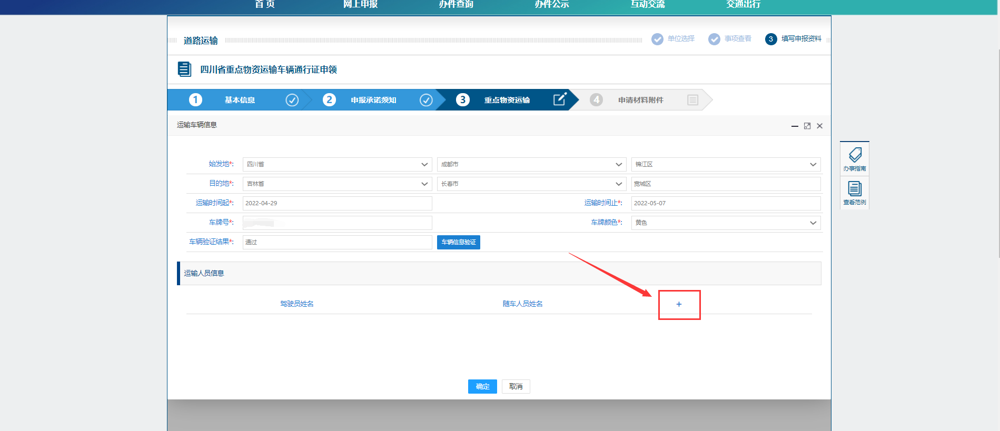 首 页 网上申报 办件查询 办件公示 互动交流 交通出行
道路运输 单位选择 事项查看 3 填写申报资料
四川省重点物资运输车辆通行证申领
1 基本信息 2 申报承诺须知 3 重点物资运输 4 申请材料附件
运输车辆信息
始发地*: 四川省 成都市 锦江区
目的地*: 吉林省 长春市 宽城区
运输时间起*: 2022-04-29 运输时间止*: 2022-05-07
车牌号*: 车牌颜色*: 黄色
车辆验证结果*: 通过 车辆信息验证
运输人员信息
驾驶员姓名 随车人员姓名 +
确定 取消
办事指南
查看范例